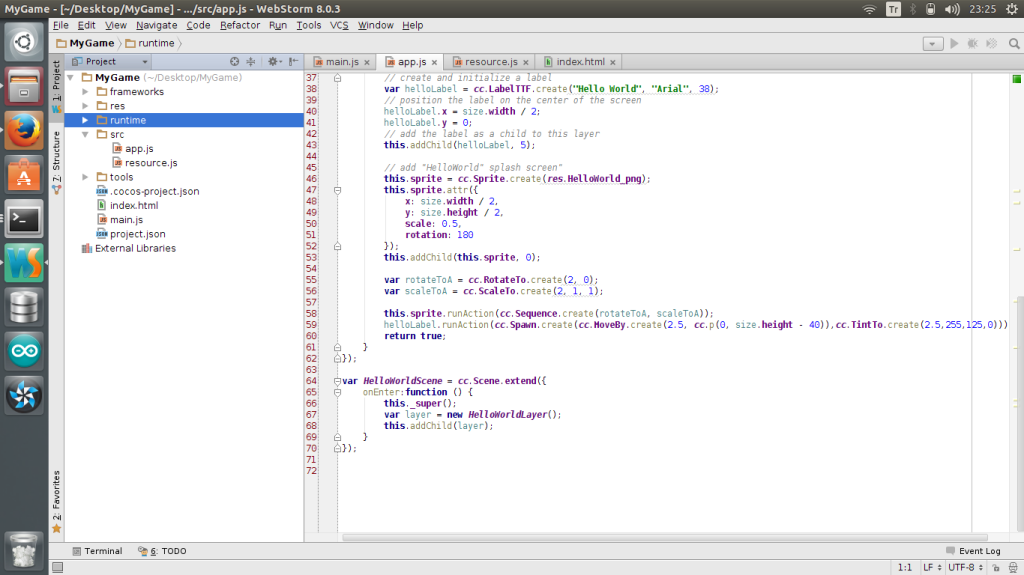 MyGame - [~/Desktop/MyGame] - .../src/app.js - WebStorm 8.0.3
Tr
23:25
File Edit View Navigate Code Refactor Run Tools VCS Window Help
MyGame
runtime
Project
main.js
app.js
resource.js
index.html
1: Project
7: Structure
2: Favorites
MyGame (~/Desktop/MyGame)
frameworks
res
runtime
src
app.js
resource.js
tools
.cocos-project.json
index.html
main.js
project.json
External Libraries
37 // create and initialize a label
38 var helloLabel = cc.LabelTTF.create("Hello World", "Arial", 38);
39 // position the label on the center of the screen
40 helloLabel.x = size.width / 2;
41 helloLabel.y = 0;
42 // add the label as a child to this layer
43 this.addChild(helloLabel, 5);
44
45 // add "HelloWorld" splash screen"
46 this.sprite = cc.Sprite.create(res.HelloWorld_png);
47 this.sprite.attr({
48 x: size.width / 2,
49 y: size.height / 2,
50 scale: 0.5,
51 rotation: 180
52 });
53 this.addChild(this.sprite, 0);
54
55 var rotateToA = cc.RotateTo.create(2, 0);
56 var scaleToA = cc.ScaleTo.create(2, 1, 1);
57
58 this.sprite.runAction(cc.Sequence.create(rotateToA, scaleToA));
59 helloLabel.runAction(cc.Spawn.create(cc.MoveBy.create(2.5, cc.p(0, size.height - 40)),cc.TintTo.create(2.5,255,125,0)))
60 return true;
61 }
62 });
63
64 var HelloWorldScene = cc.Scene.extend({
65 onEnter:function () {
66 this._super();
67 var layer = new HelloWorldLayer();
68 this.addChild(layer);
69 }
70 });
71
72
Terminal
6: TODO
Event Log
1:1 LF UTF-8